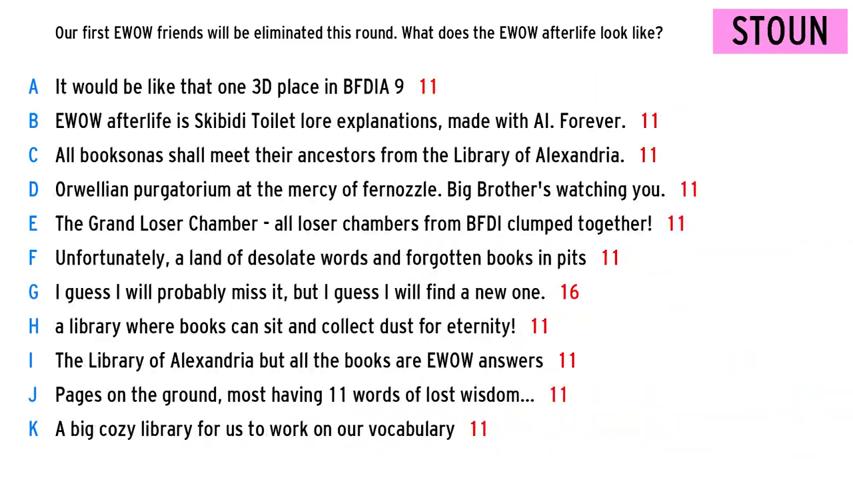 Our first EWOW friends will be eliminated this round. What does the EWOW afterlife look like?
STOUN
A It would be like that one 3D place in BFDIA 9 11
B EWOW afterlife is Skibidi Toilet lore explanations, made with AI. Forever. 11
C All booksonas shall meet their ancestors from the Library of Alexandria. 11
D Orwellian purgatorium at the mercy of fernozzle. Big Brother's watching you. 11
E The Grand Loser Chamber - all loser chambers from BFDI clumped together! 11
F Unfortunately, a land of desolate words and forgotten books in pits 11
G I guess I will probably miss it, but I guess I will find a new one. 16
H a library where books can sit and collect dust for eternity! 11
I The Library of Alexandria but all the books are EWOW answers 11
J Pages on the ground, most having 11 words of lost wisdom... 11
K A big cozy library for us to work on our vocabulary 11